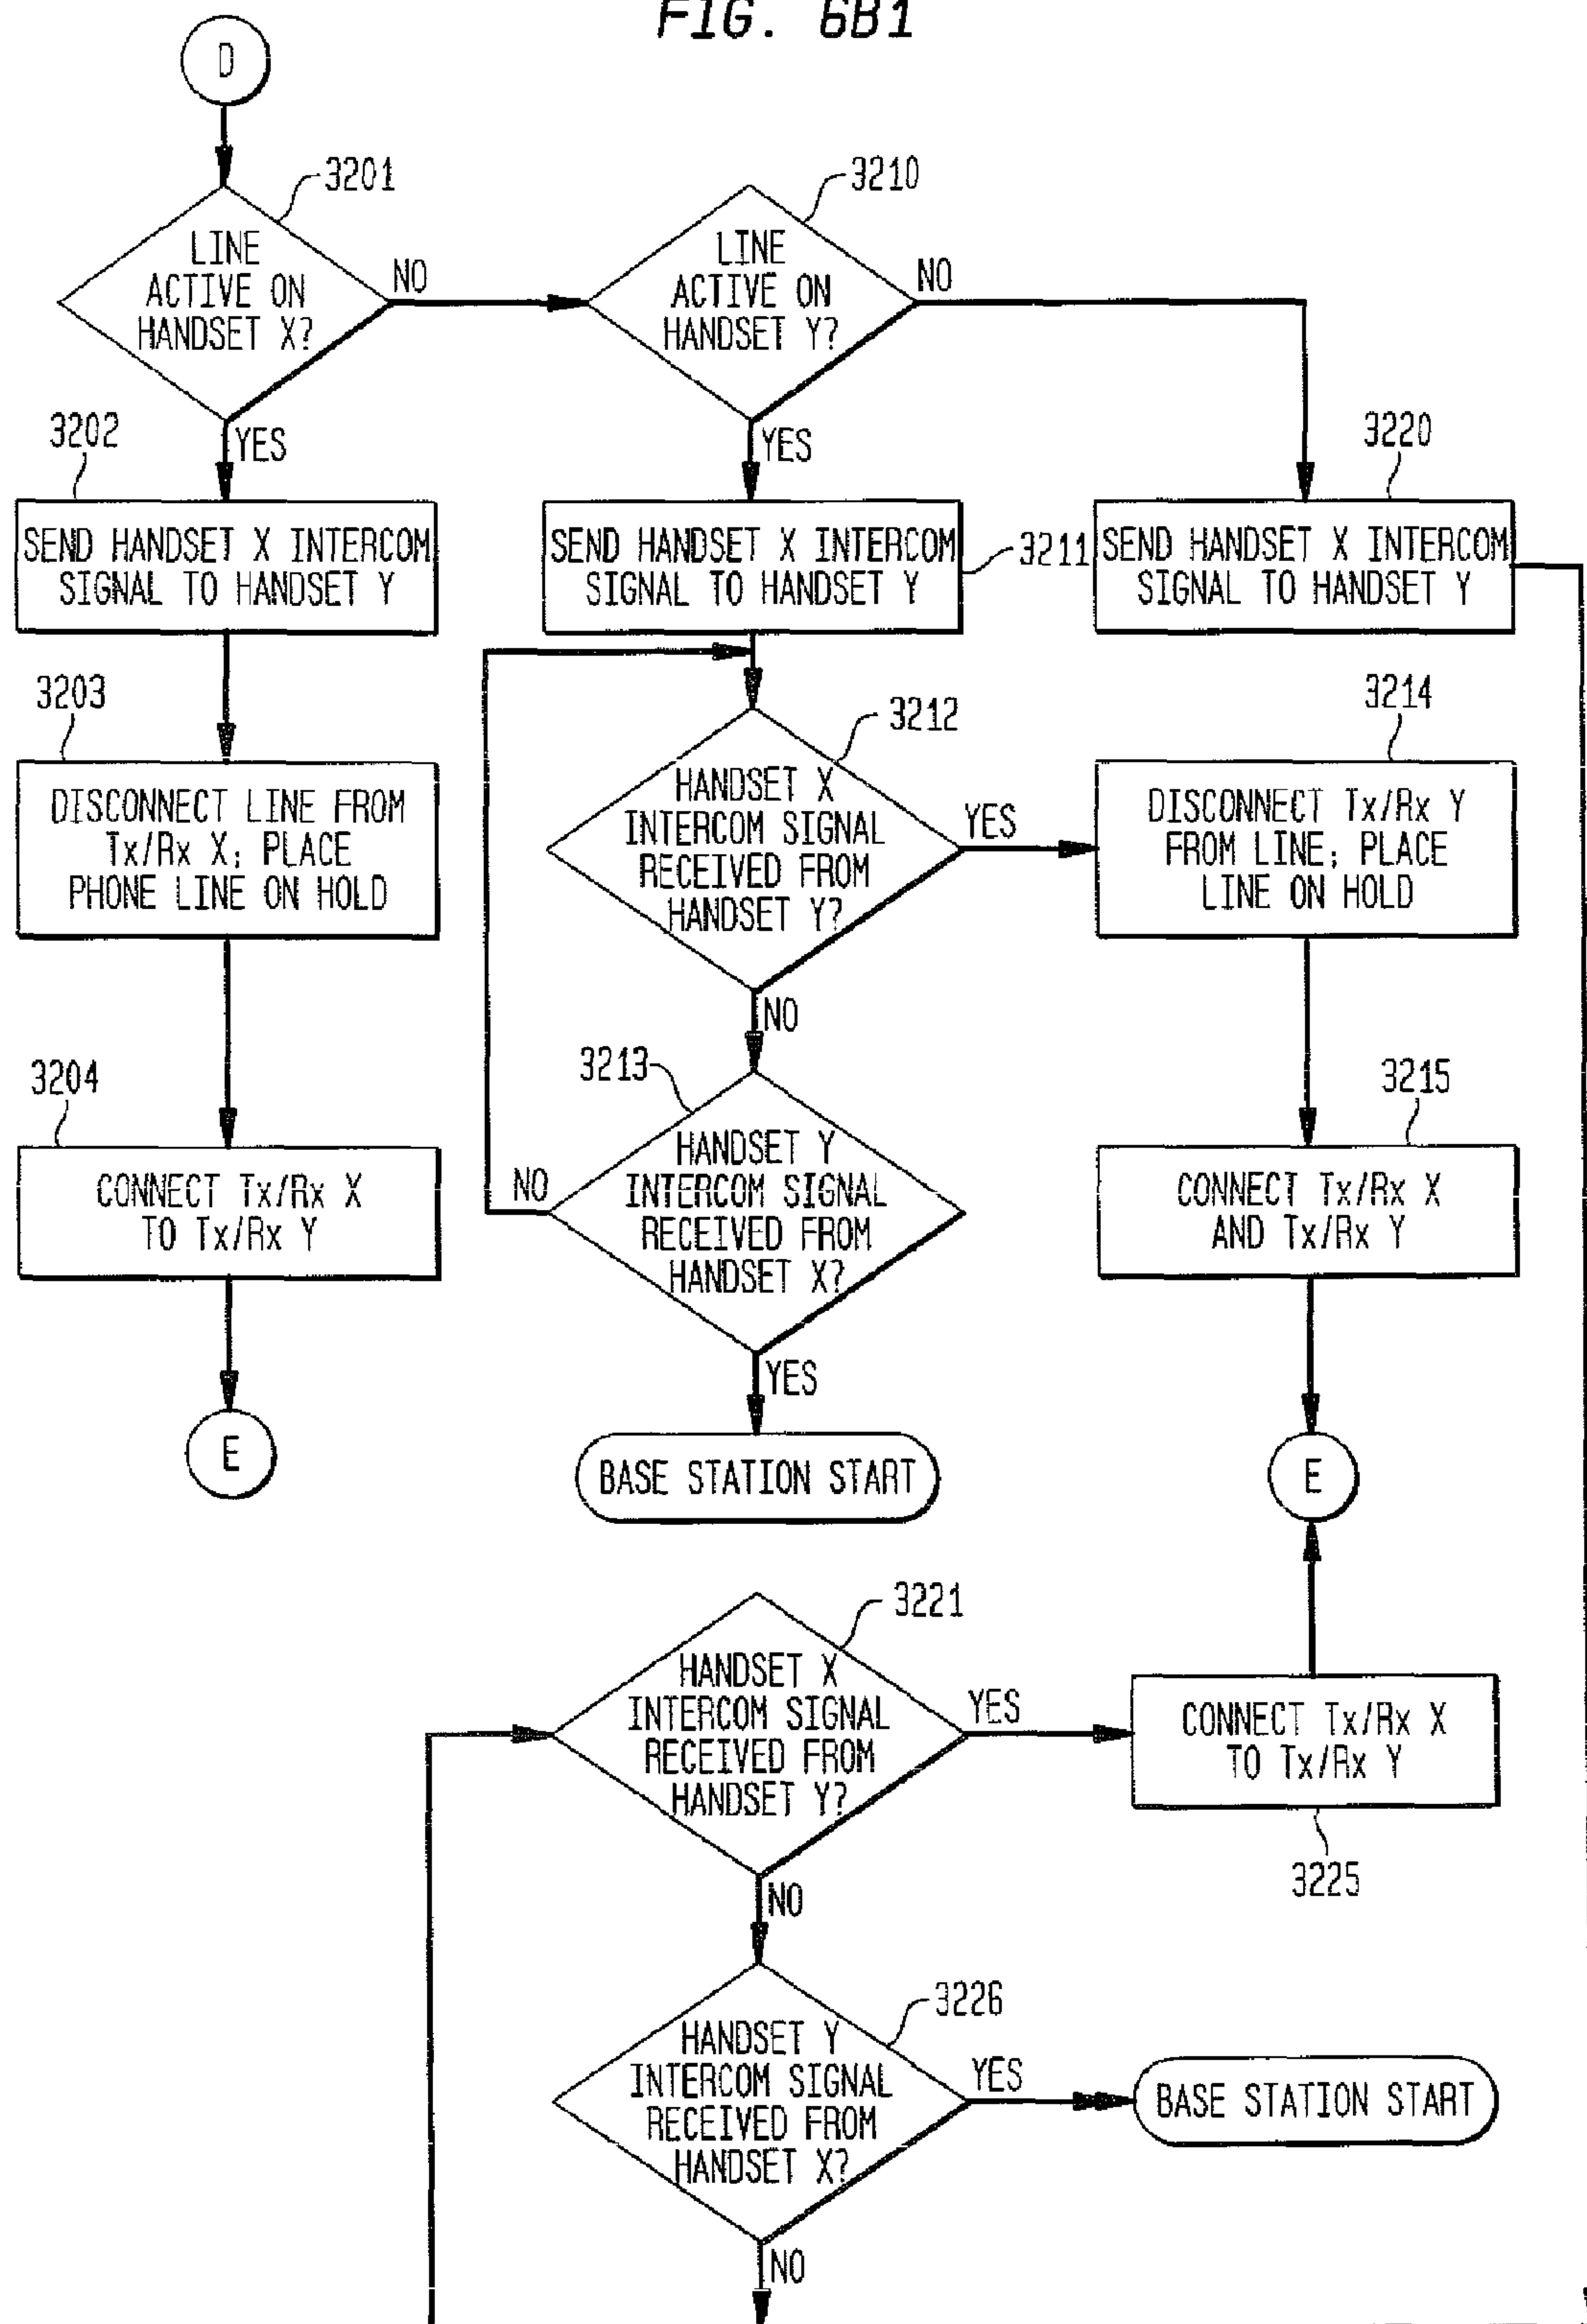 FIG. 6B1
D
3201
LINE
ACTIVE ON
HANDSET X?
NO
YES
3210
LINE
ACTIVE ON
HANDSET Y?
NO
YES
3202
SEND HANDSET X INTERCOM
SIGNAL TO HANDSET Y
SEND HANDSET X INTERCOM
SIGNAL TO HANDSET Y
3211
3220
SEND HANDSET X INTERCOM
SIGNAL TO HANDSET Y
3203
DISCONNECT LINE FROM
Tx/Rx X; PLACE
PHONE LINE ON HOLD
3212
HANDSET X
INTERCOM SIGNAL
RECEIVED FROM
HANDSET Y?
YES
NO
3214
DISCONNECT Tx/Rx Y
FROM LINE; PLACE
LINE ON HOLD
3204
CONNECT Tx/Rx X
TO Tx/Rx Y
E
3213
HANDSET Y
INTERCOM SIGNAL
RECEIVED FROM
HANDSET X?
NO
YES
BASE STATION START
3215
CONNECT Tx/Rx X
AND Tx/Rx Y
E
3221
HANDSET X
INTERCOM SIGNAL
RECEIVED FROM
HANDSET Y?
YES
NO
CONNECT Tx/Rx X
TO Tx/Rx Y
3225
3226
HANDSET Y
INTERCOM SIGNAL
RECEIVED FROM
HANDSET X?
YES
NO
BASE STATION START